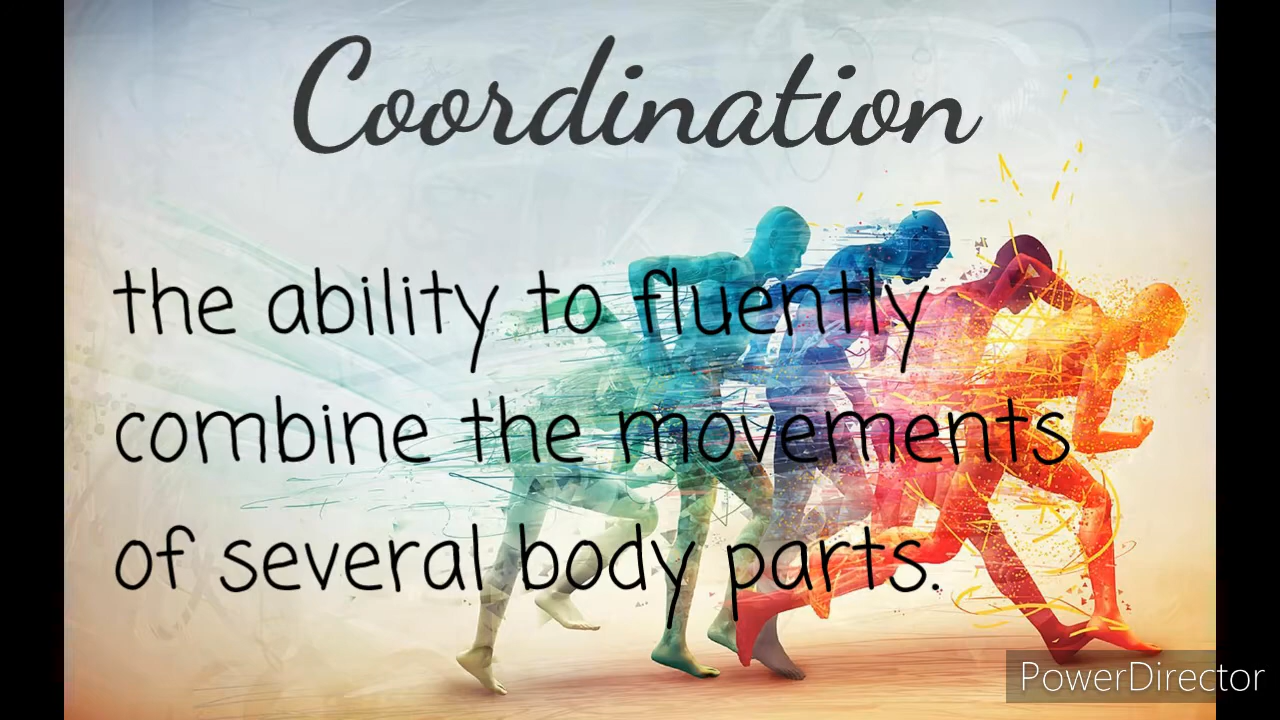 Coordination
the ability to fluently
combine the movements
of several body parts.
PowerDirector